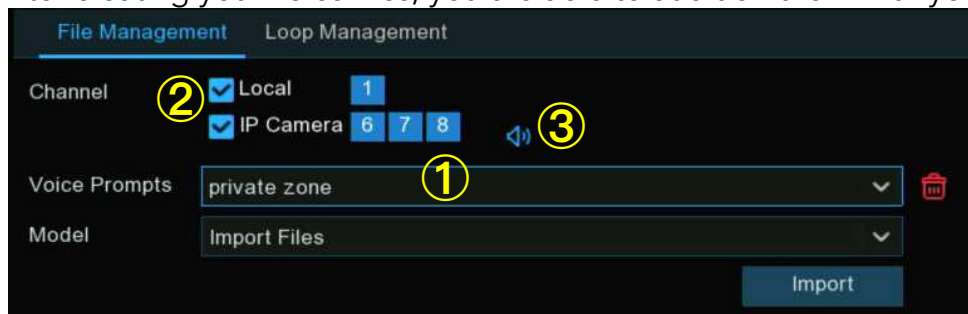 File Management Loop Management
Channel ② Local 1
IP Camera 6 7 8 ③
Voice Prompts private zone ①
Model Import Files
Import